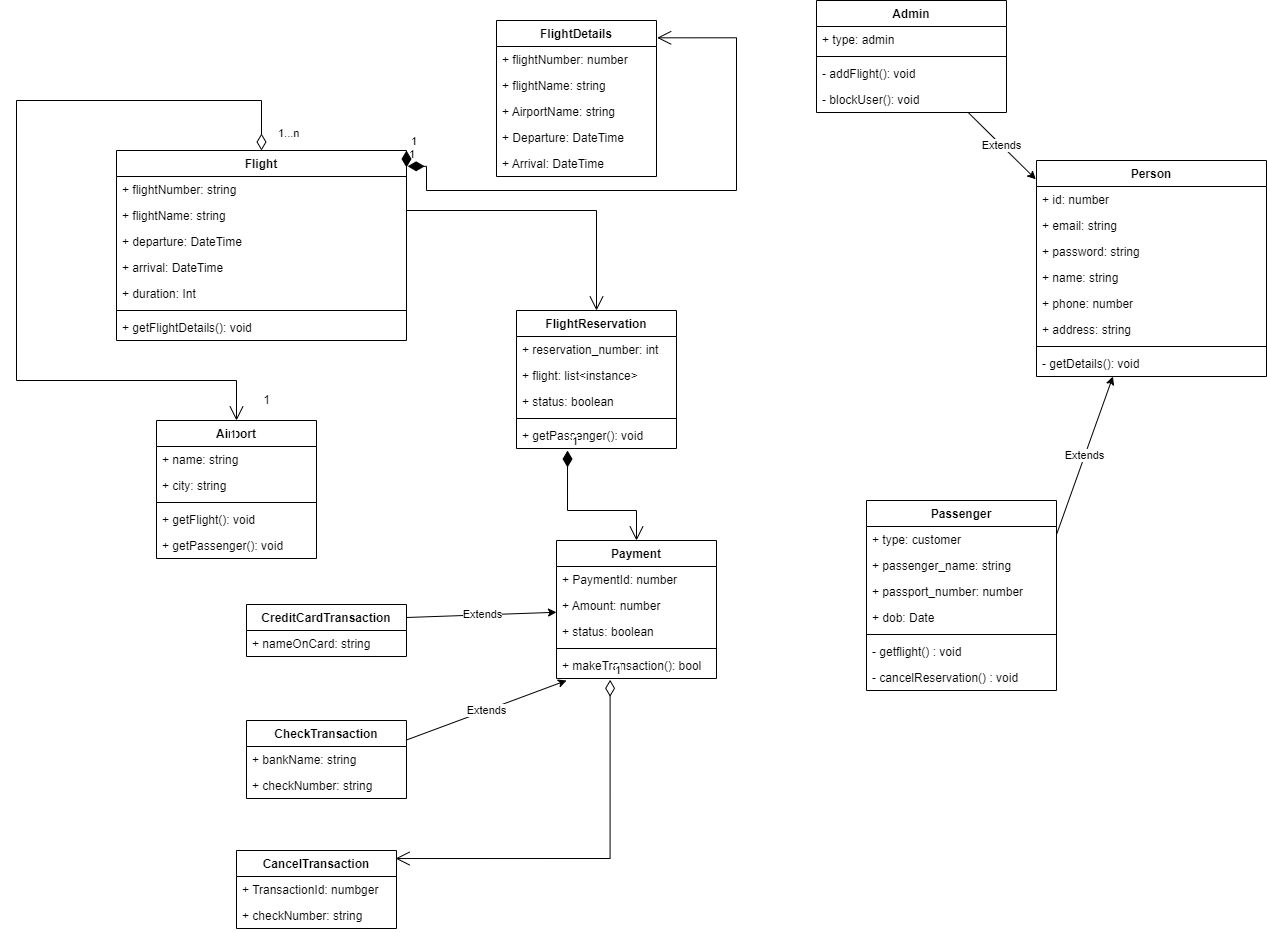 FlightDetails
+ flightNumber: number
+ flightName: string
+ AirportName: string
+ Departure: DateTime
+ Arrival: DateTime
Admin
+ type: admin
- addFlight(): void
- blockUser(): void
Extends
1...n
1
1
Flight
+ flightNumber: string
+ flightName: string
+ departure: DateTime
+ arrival: DateTime
+ duration: Int
+ getFlightDetails(): void
Person
+ id: number
+ email: string
+ password: string
+ name: string
+ phone: number
+ address: string
- getDetails(): void
FlightReservation
+ reservation_number: int
+ flight: list<instance>
+ status: boolean
+ getPassenger(): void
1
1
Airport
1
+ name: string
+ city: string
+ getFlight(): void
+ getPassenger(): void
Extends
Passenger
+ type: customer
+ passenger_name: string
+ passport_number: number
+ dob: Date
- getflight() : void
- cancelReservation() : void
Payment
+ PaymentId: number
+ Amount: number
+ status: boolean
+ makeTransaction(): bool
1
CreditCardTransaction
+ nameOnCard: string
Extends
CheckTransaction
+ bankName: string
+ checkNumber: string
Extends
CancelTransaction
+ TransactionId: numbger
+ checkNumber: string